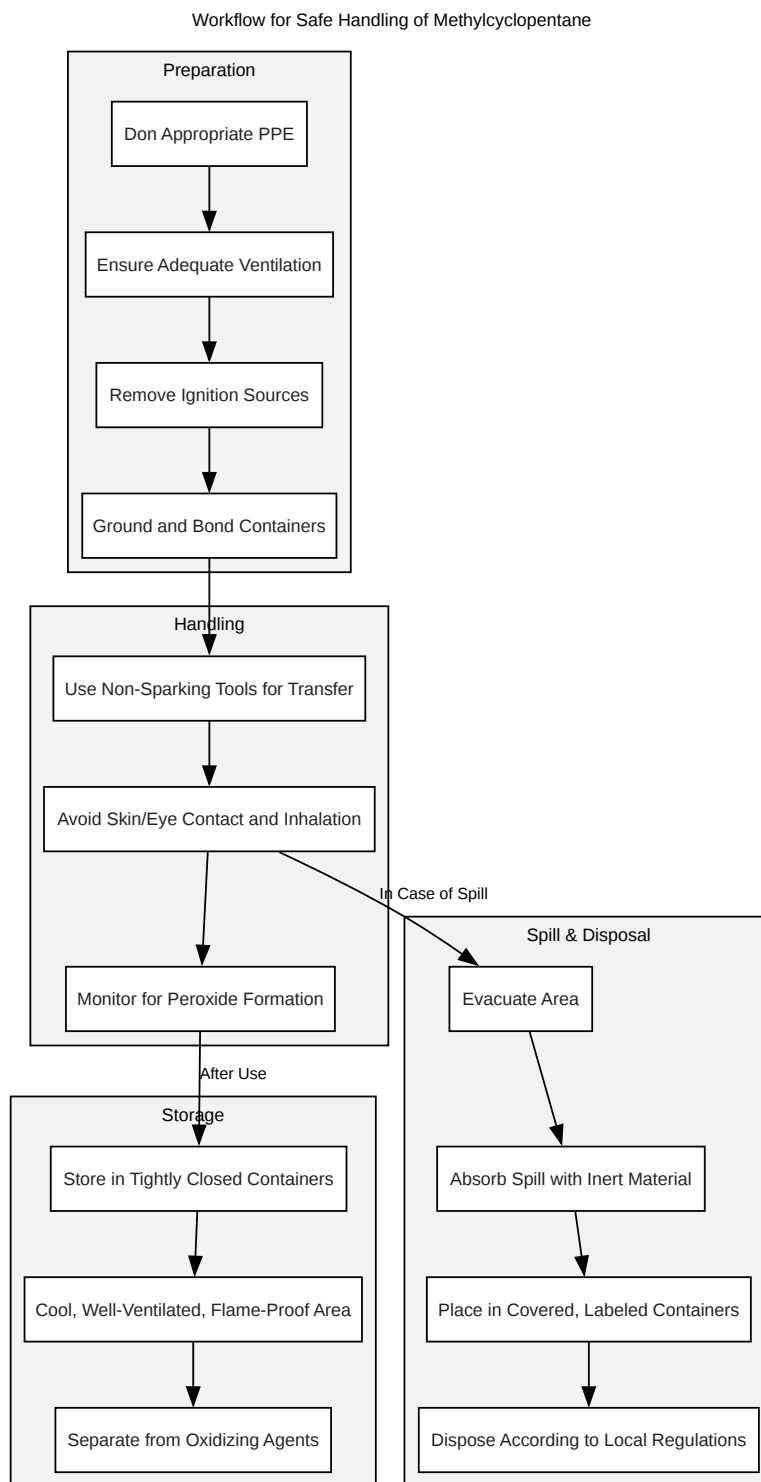 Workflow for Safe Handling of Methylcyclopentane
Preparation
Don Appropriate PPE
Ensure Adequate Ventilation
Remove Ignition Sources
Ground and Bond Containers
Handling
Use Non-Sparking Tools for Transfer
Avoid Skin/Eye Contact and Inhalation
In Case of Spill
Monitor for Peroxide Formation
After Use
Storage
Store in Tightly Closed Containers
Cool, Well-Ventilated, Flame-Proof Area
Separate from Oxidizing Agents
Spill & Disposal
Evacuate Area
Absorb Spill with Inert Material
Place in Covered, Labeled Containers
Dispose According to Local Regulations